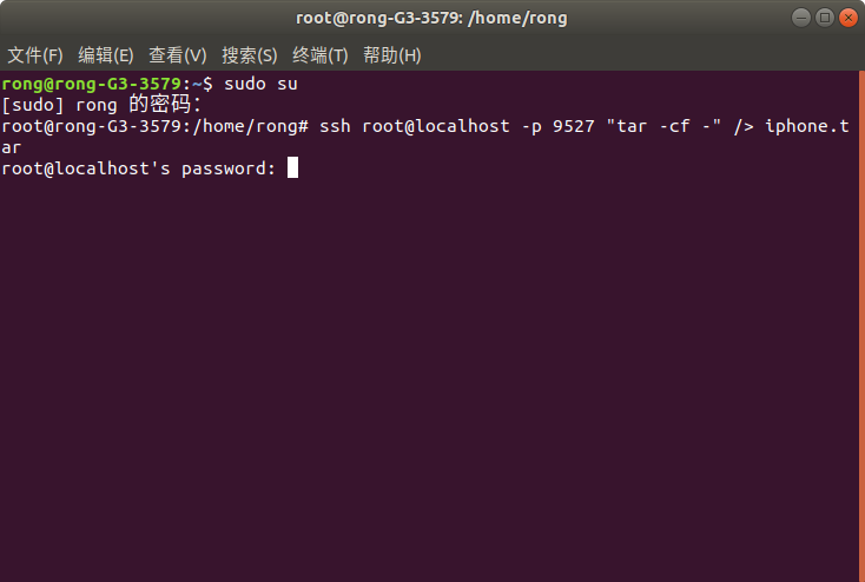 root@rong-G3-3579: /home/rong
文件(F) 编辑(E) 查看(V) 搜索(S) 终端(T) 帮助(H)
rong@rong-G3-3579:~$ sudo su
[sudo] rong 的密码：
root@rong-G3-3579:/home/rong# ssh root@localhost -p 9527 "tar -cf -" /> iphone.t
ar
root@localhost's password: